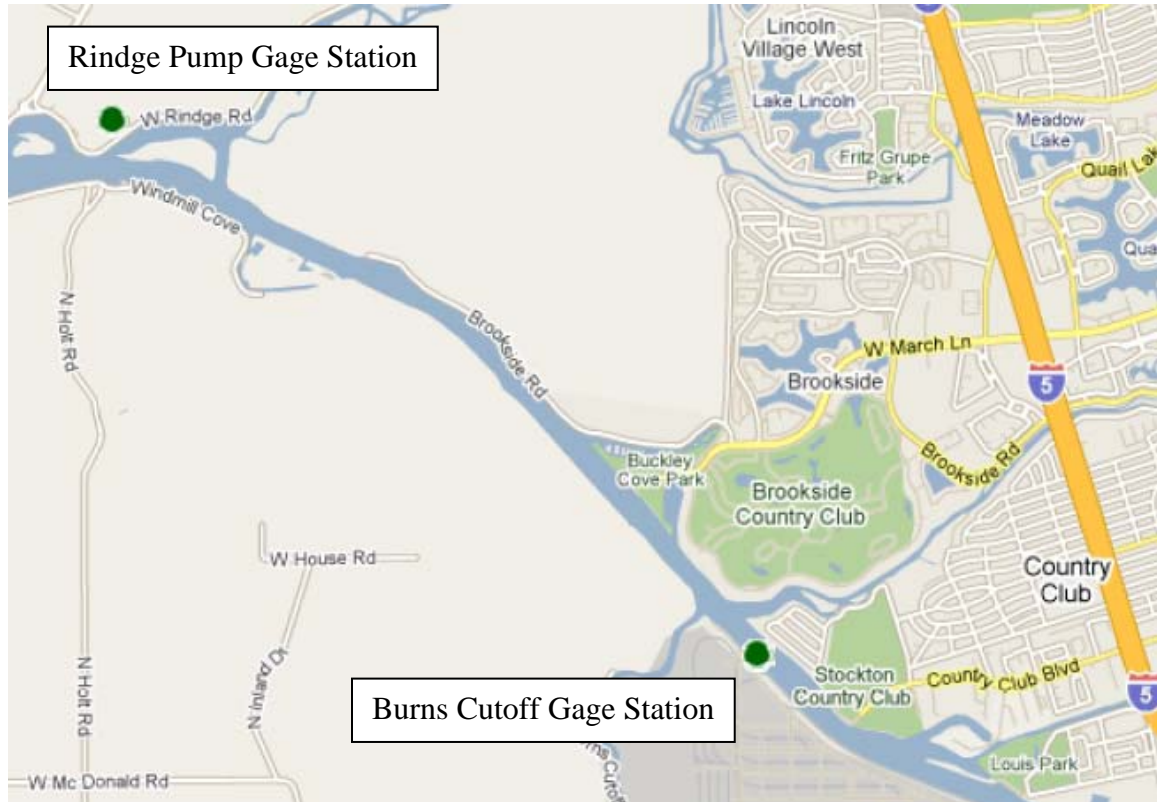 Rindge Pump Gage Station
Lincoln
Village West
Lake Lincoln
Meadow
Lake
W Rindge Rd
Fritz Grupe
Park
Quail Lak
Windmill Cove
Qua
N Holt Rd
Brookside Rd
W March Ln
Brookside
5
Buckley
Cove Park
Brookside Rd
Brookside
Country Club
W House Rd
Country
Club
N Holt Rd
N Inland Dr
Stockton
Country Club
Country Club Blvd
5
Burns Cutoff Gage Station
rns Cutoff
Louis Park
W Mc Donald Rd